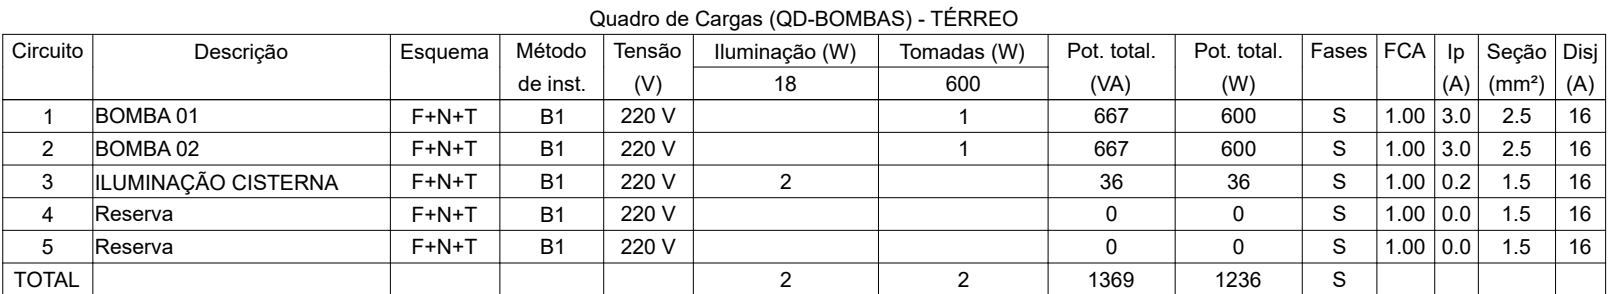 Quadro de Cargas (QD-BOMBAS) - TÉRREO
Circuito Descrição Esquema Método Tensão Iluminação (W) Tomadas (W) Pot. total. Pot. total. Fases FCA Ip Seção Disj
de inst. (V) 18 600 (VA) (W) (A) (mm²) (A)
1 BOMBA 01 F+N+T B1 220 V 1 667 600 S 1.00 3.0 2.5 16
2 BOMBA 02 F+N+T B1 220 V 1 667 600 S 1.00 3.0 2.5 16
3 ILUMINAÇÃO CISTERNA F+N+T B1 220 V 2 36 36 S 1.00 0.2 1.5 16
4 Reserva F+N+T B1 220 V 0 0 S 1.00 0.0 1.5 16
5 Reserva F+N+T B1 220 V 0 0 S 1.00 0.0 1.5 16
TOTAL 2 2 1369 1236 S